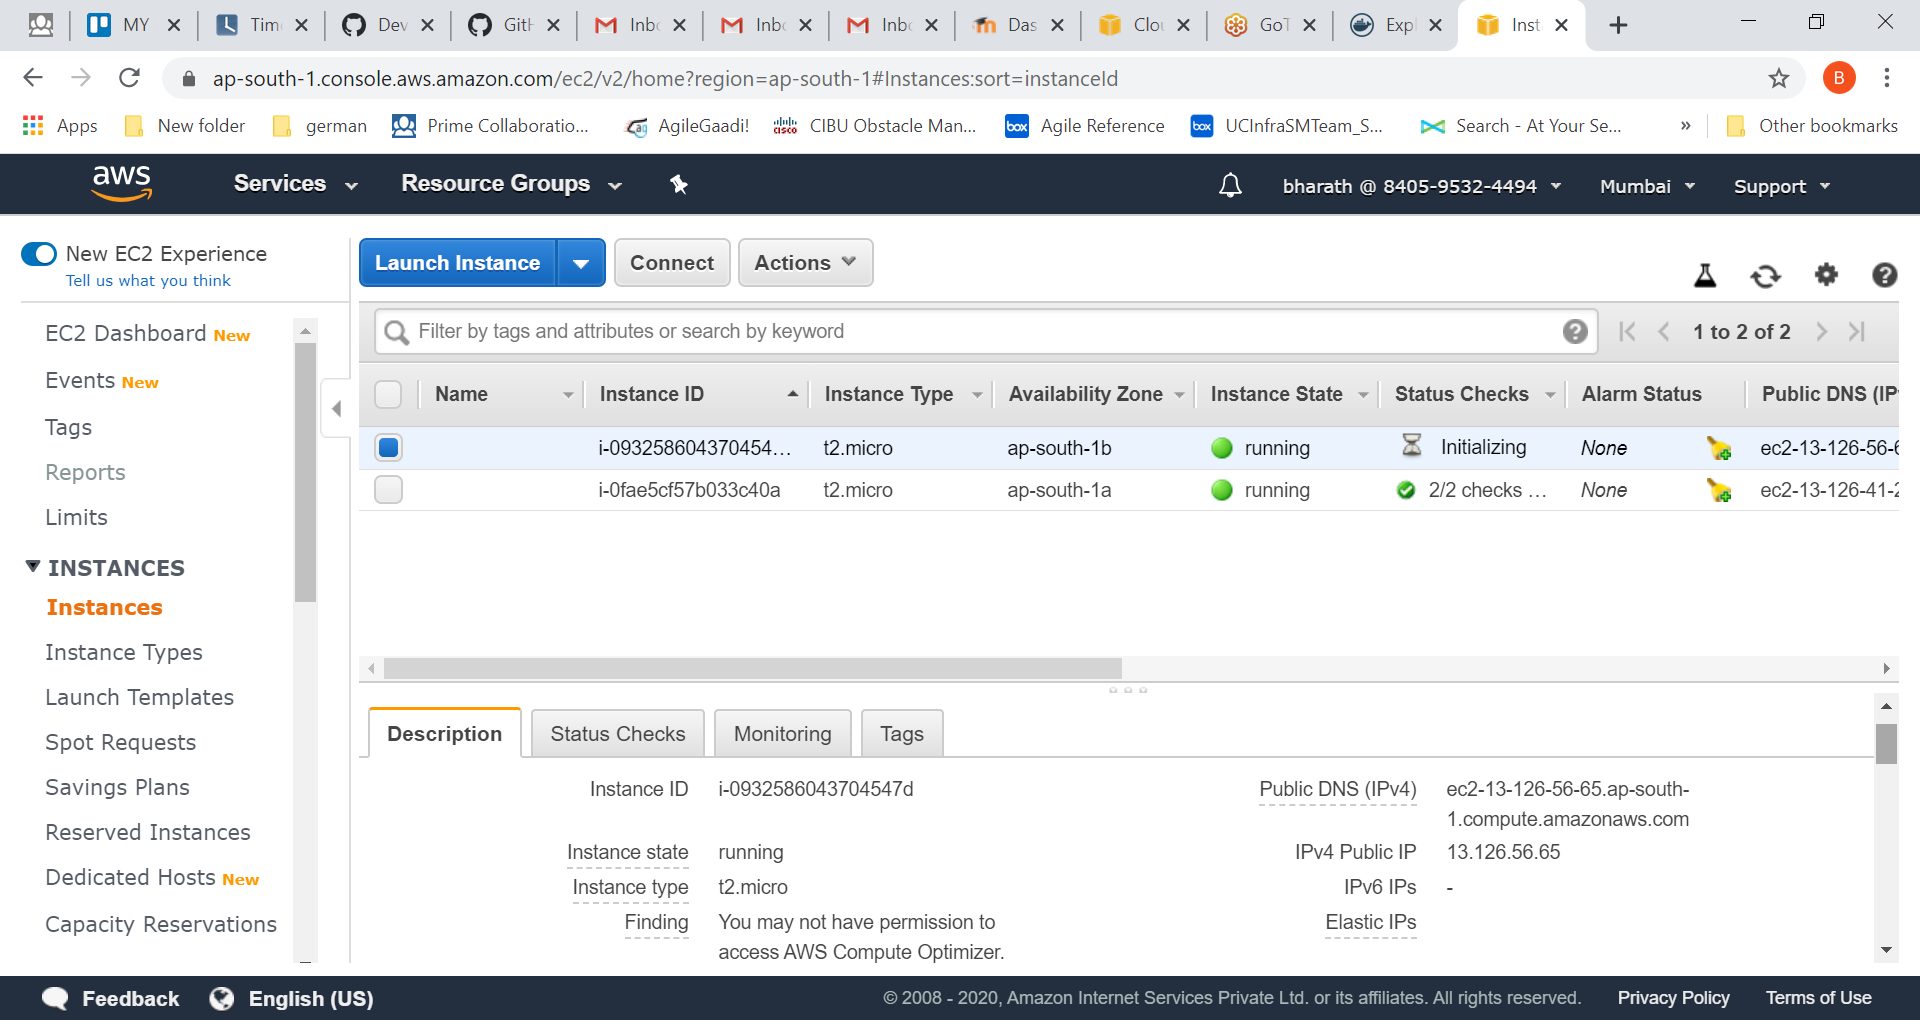 MY
Tim
Dev
GitH
Inbo
Inbo
Inbo
Das
Clou
GoT
Expl
Inst
ap-south-1.console.aws.amazon.com/ec2/v2/home?region=ap-south-1#Instances:sort=instanceId
B
Apps
New folder
german
Prime Collaboratio...
AgileGaadi!
CIBU Obstacle Man...
box Agile Reference
box UCInfraSMTeam_S...
Search - At Your Se...
»
Other bookmarks
aws
Services
Resource Groups
bharath @ 8405-9532-4494
Mumbai
Support
New EC2 Experience
Tell us what you think
EC2 Dashboard New
Events New
Tags
Reports
Limits
INSTANCES
Instances
Instance Types
Launch Templates
Spot Requests
Savings Plans
Reserved Instances
Dedicated Hosts New
Capacity Reservations
Launch Instance
Connect
Actions
Filter by tags and attributes or search by keyword
1 to 2 of 2
Name Instance ID Instance Type Availability Zone Instance State Status Checks Alarm Status Public DNS (IP
i-093258604370454... t2.micro ap-south-1b running Initializing None ec2-13-126-56-6
i-0fae5cf57b033c40a t2.micro ap-south-1a running 2/2 checks ... None ec2-13-126-41-2
Description
Status Checks
Monitoring
Tags
Instance ID i-0932586043704547d
Instance state running
Instance type t2.micro
Finding You may not have permission to
access AWS Compute Optimizer.
Public DNS (IPv4) ec2-13-126-56-65.ap-south-
1.compute.amazonaws.com
IPv4 Public IP 13.126.56.65
IPv6 IPs -
Elastic IPs
Feedback
English (US)
© 2008 - 2020, Amazon Internet Services Private Ltd. or its affiliates. All rights reserved.
Privacy Policy
Terms of Use